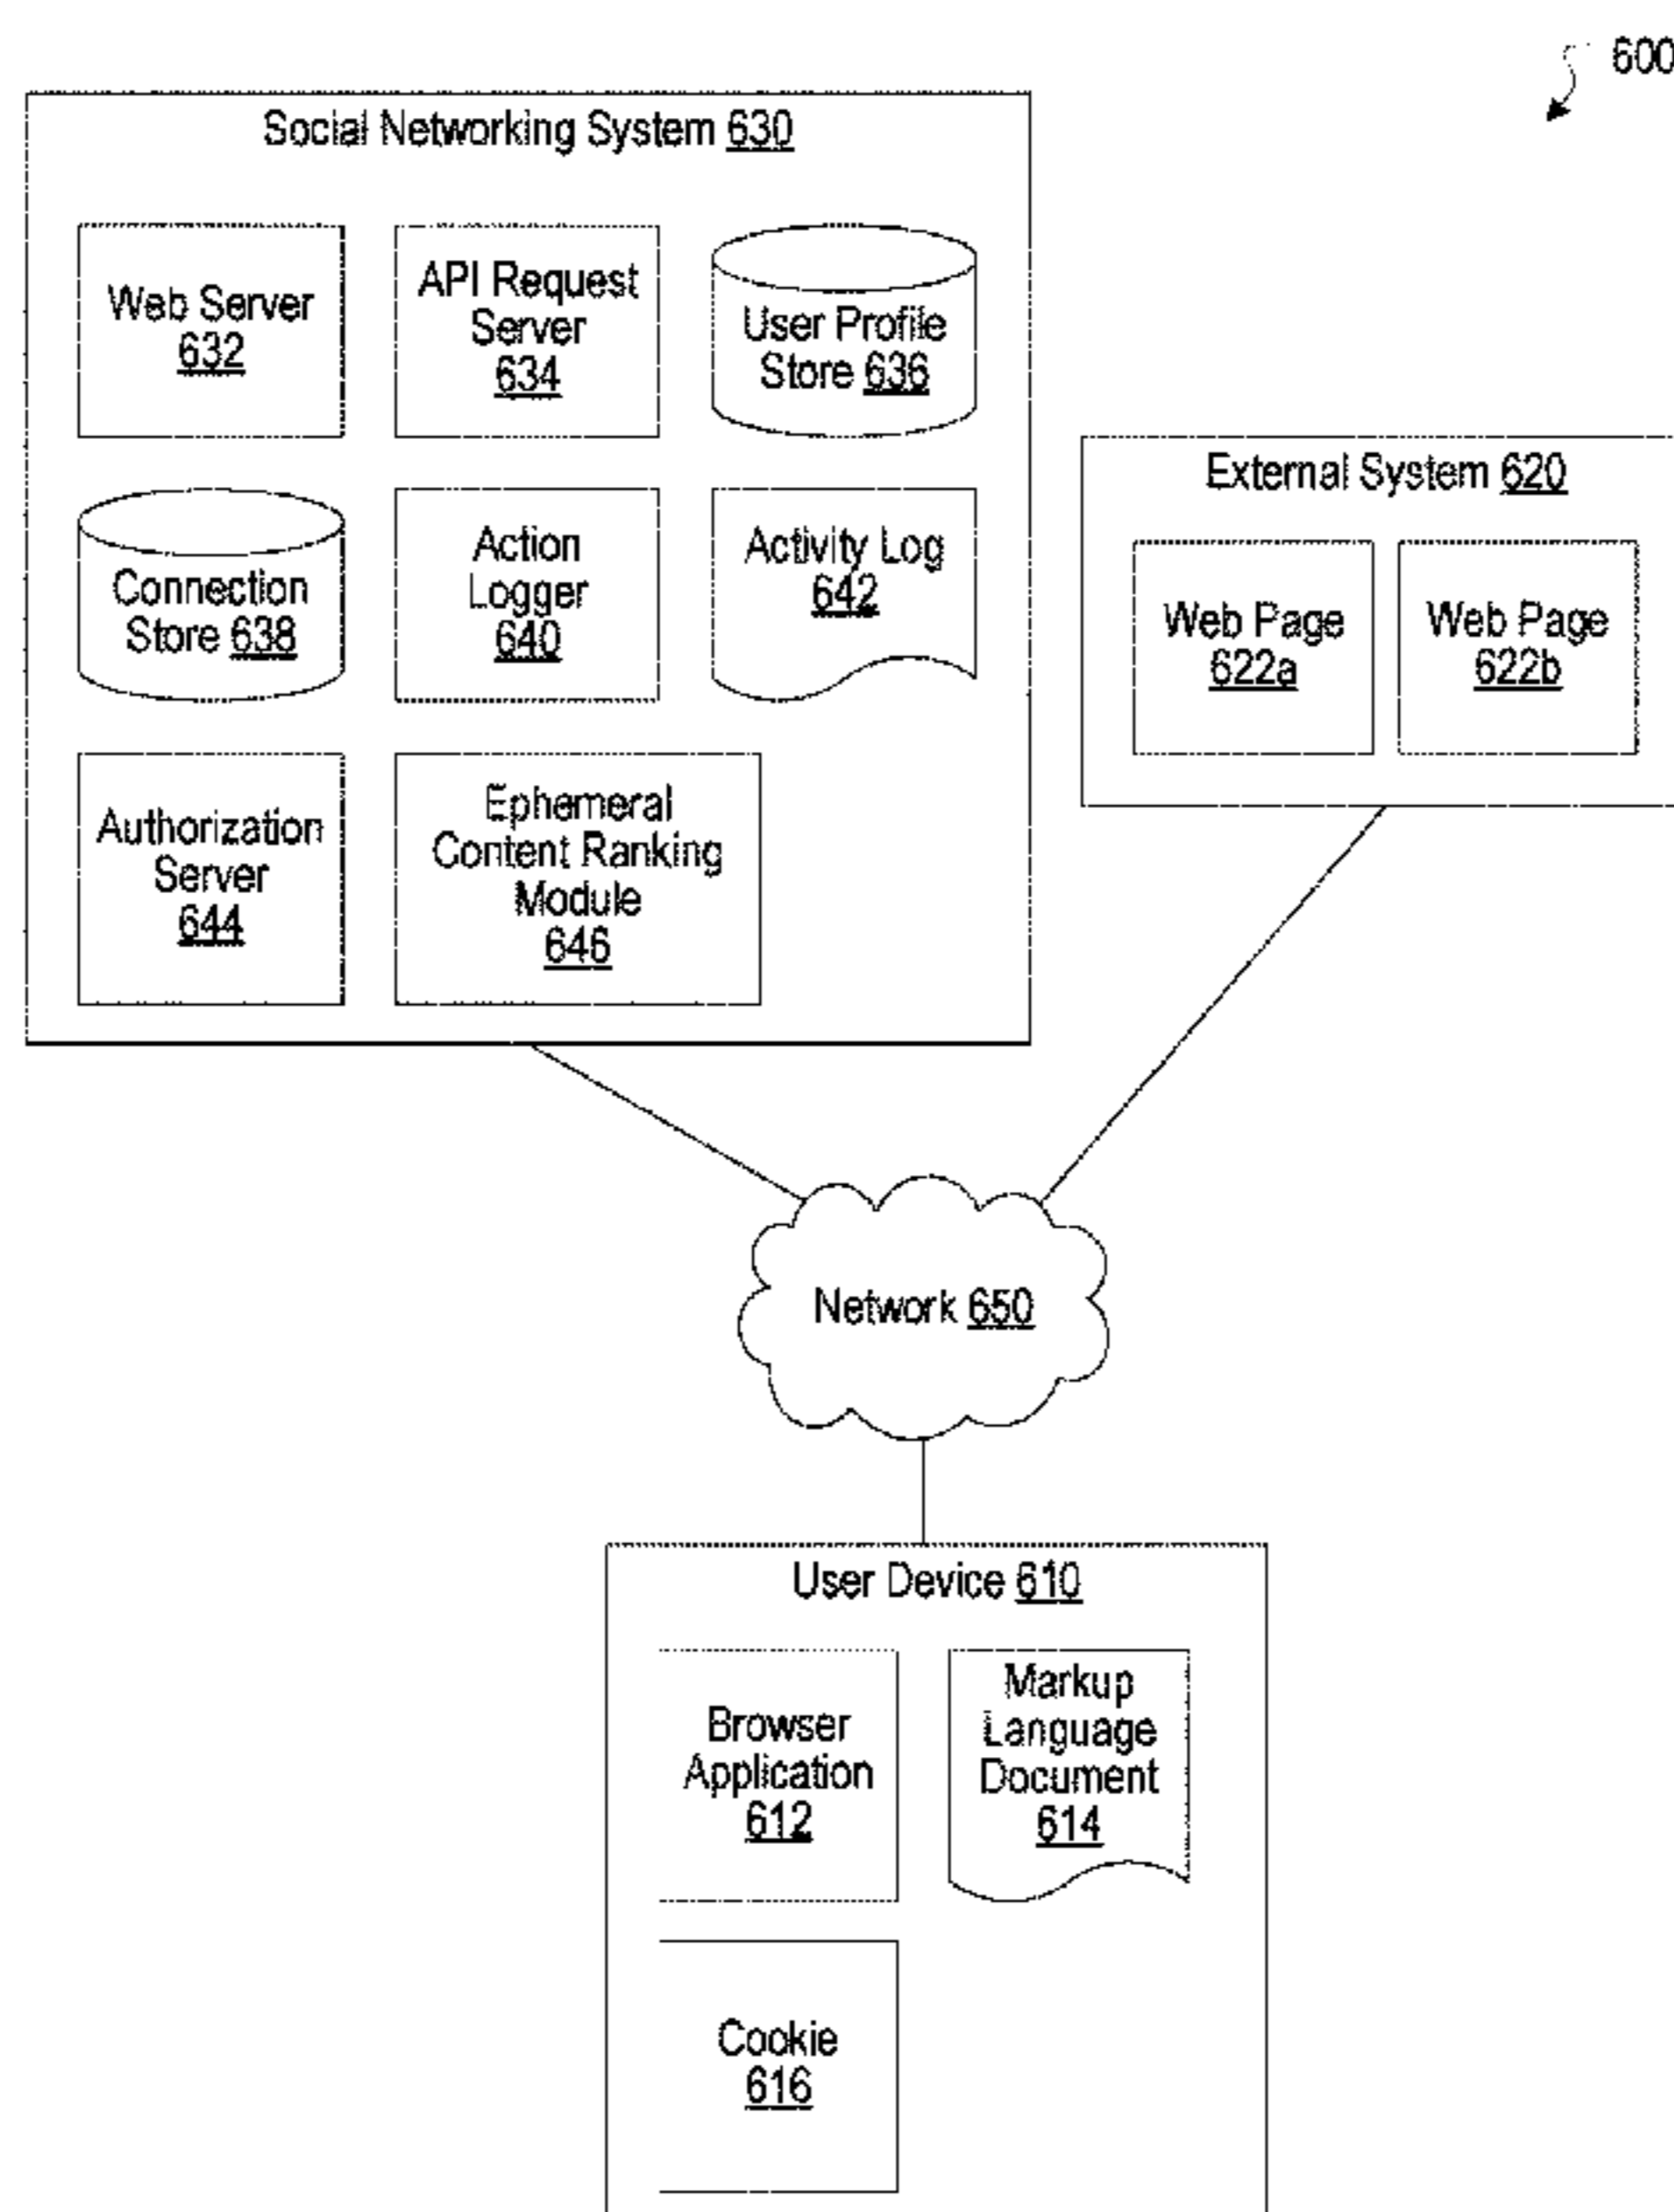 600
Social Networking System 630
Web Server
632
API Request
Server
634
User Profile
Store 636
Connection
Store 638
Action
Logger
640
Activity Log
642
Authorization
Server
644
Ephemeral
Content Ranking
Module
646
External System 620
Web Page
622a
Web Page
622b
Network 650
User Device 610
Browser
Application
612
Markup
Language
Document
614
Cookie
616